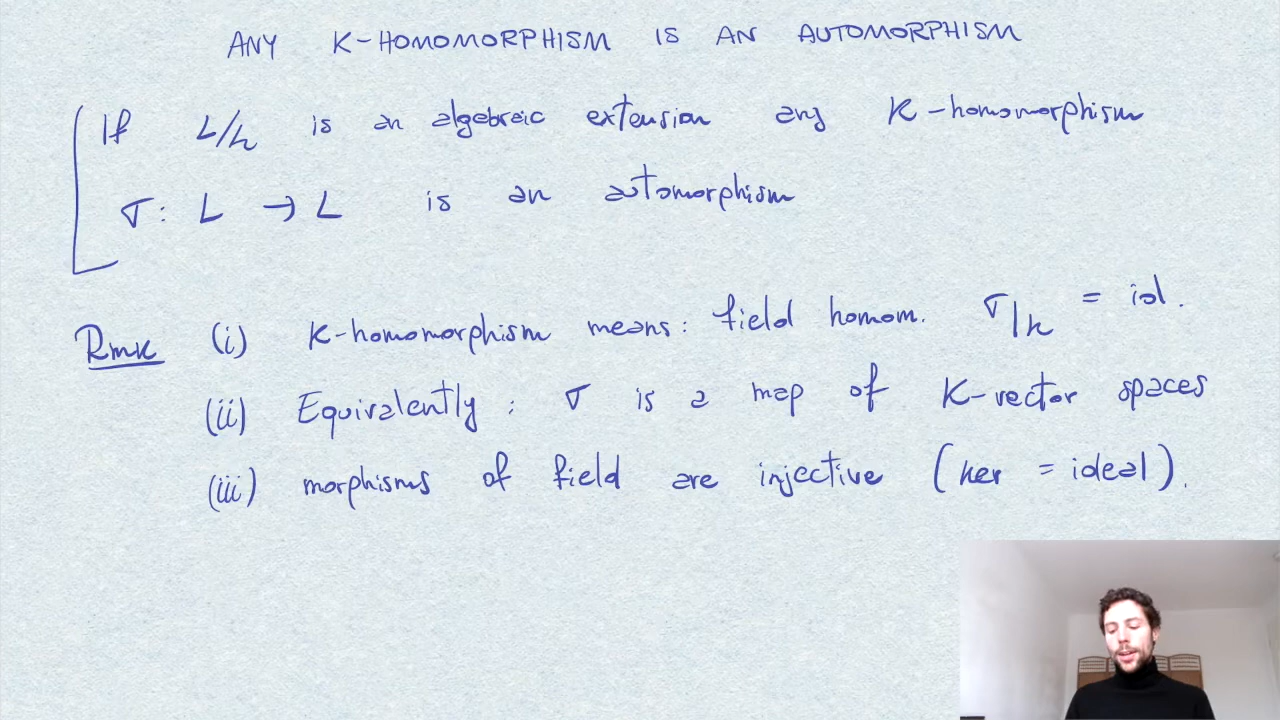 ANY K-HOMOMORPHISM IS AN AUTOMORPHISM
If L/k is an algebraic extension any K-homomorphism
σ: L → L is an automorphism
Rmk (i) K-homomorphism means: field homom. σ|k = id.
(ii) Equivalently: σ is a map of K-vector spaces
(iii) morphisms of field are injective (ker = ideal).